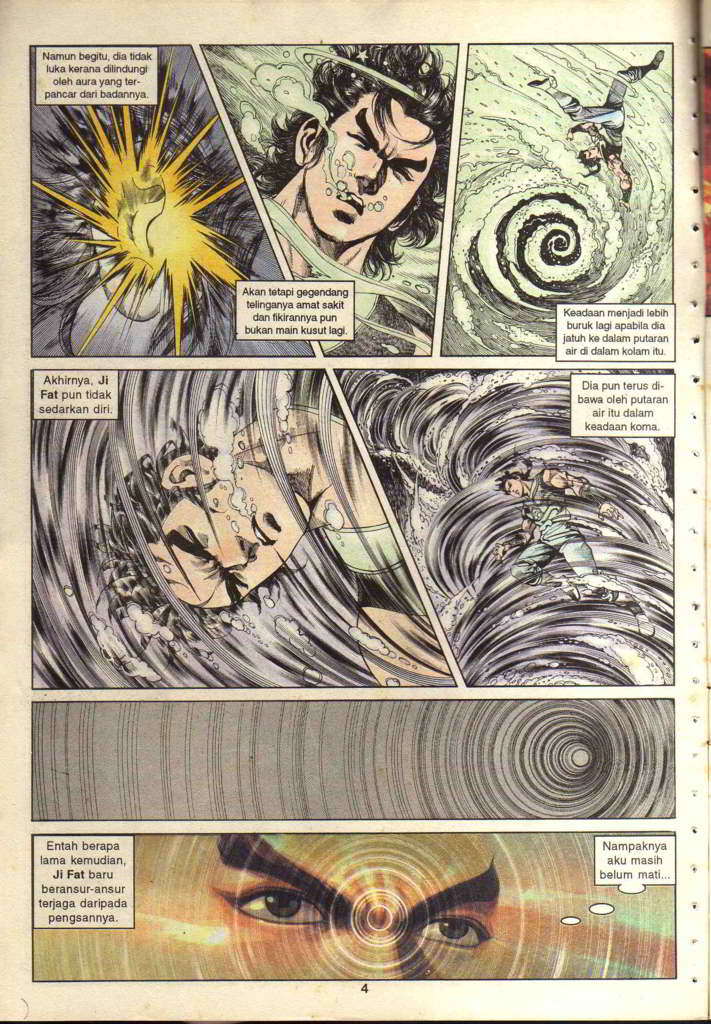 Namun begitu, dia tidak
luka kerana dilindungi
oleh aura yang ter-
pancar dari badannya.
Akan tetapi gegendang
telinganya amat sakit
dan fikirannya pun
bukan main kusut lagi.
Keadaan menjadi lebih
buruk lagi apabila dia
jatuh ke dalam putaran
air di dalam kolam itu.
Akhirnya, Ji
Fat pun tidak
sedarkan diri.
Dia pun terus di-
bawa oleh putaran
air itu dalam
keadaan koma.
Entah berapa
lama kemudian,
Ji Fat baru
beransur-ansur
terjaga daripada
pengsannya.
Nampaknya
aku masih
belum mati...
4